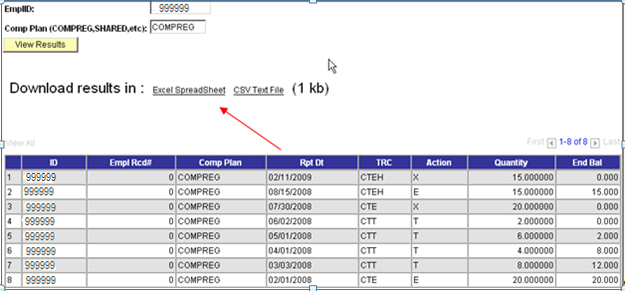 EmplID: 999999
Comp Plan (COMPREG,SHARED,etc): COMPREG
View Results
Download results in : Excel SpreadSheet CSV Text File (1 kb)
View All First 1-8 of 8 Last
ID Empl Rcd# Comp Plan Rpt Dt TRC Action Quantity End Bal
1 999999 0 COMPREG 02/11/2009 CTEH X 15.000000 0.000
2 999999 0 COMPREG 08/15/2008 CTEH E 15.000000 15.000
3 999999 0 COMPREG 07/30/2008 CTE X 20.000000 0.000
4 999999 0 COMPREG 06/02/2008 CTT T 2.000000 0.000
5 999999 0 COMPREG 05/01/2008 CTT T 6.000000 2.000
6 999999 0 COMPREG 04/01/2008 CTT T 4.000000 8.000
7 999999 0 COMPREG 03/03/2008 CTT T 8.000000 12.000
8 999999 0 COMPREG 02/01/2008 CTE E 20.000000 20.000